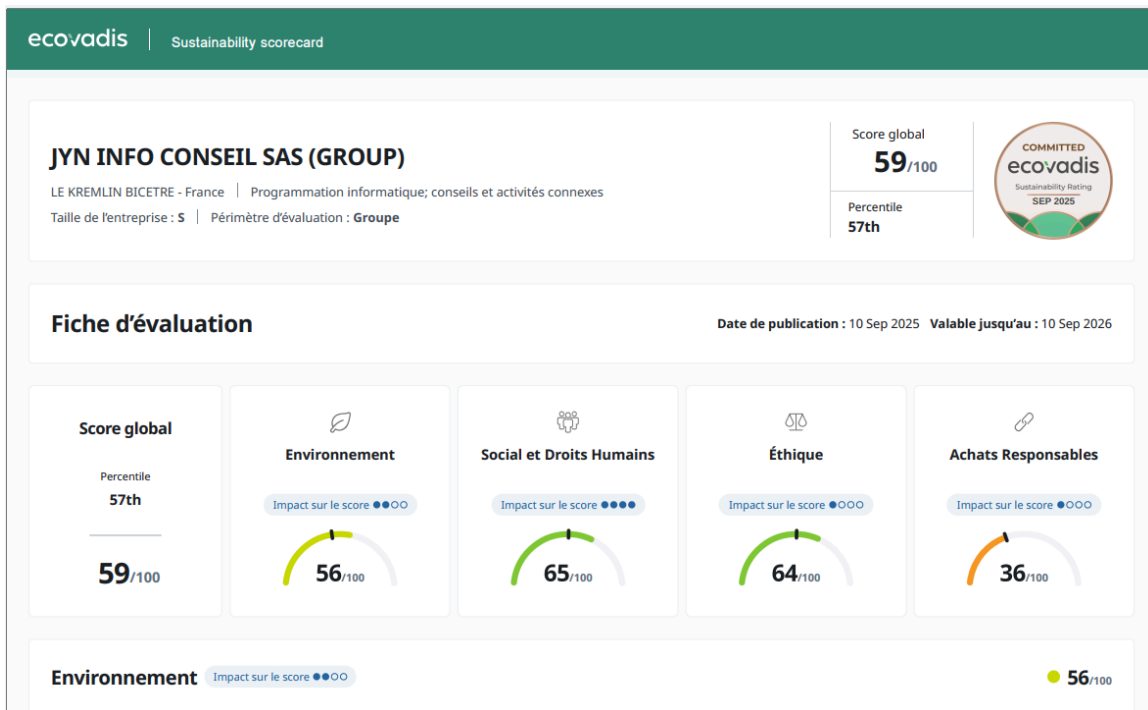 ecovadis | Sustainability scorecard
JYN INFO CONSEIL SAS (GROUP)
LE KREMLIN BICETRE - France | Programmation informatique; conseils et activités connexes
Taille de l'entreprise : S | Périmètre d'évaluation : Groupe
Score global
59/100
Percentile
57th
COMMITTED
ecovadis
Sustainability Rating
SEP 2025
Fiche d'évaluation
Date de publication : 10 Sep 2025 Valable jusqu'au : 10 Sep 2026
Score global
Percentile
57th
59/100
Environnement
Impact sur le score
56/100
Social et Droits Humains
Impact sur le score
65/100
Éthique
Impact sur le score
64/100
Achats Responsables
Impact sur le score
36/100
Environnement Impact sur le score 56/100